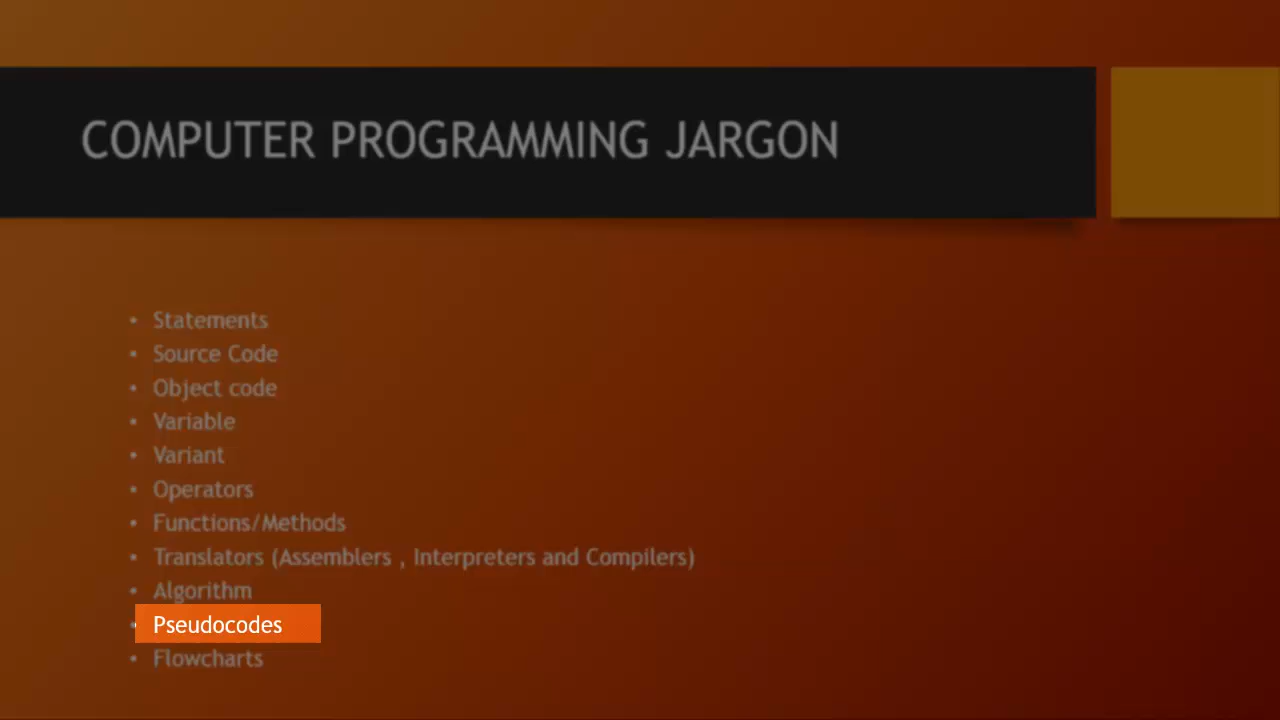 COMPUTER PROGRAMMING JARGON
• Statements
• Source Code
• Object code
• Variable
• Variant
• Operators
• Functions/Methods
• Translators (Assemblers , Interpreters and Compilers)
• Algorithm
• Pseudocodes
• Flowcharts